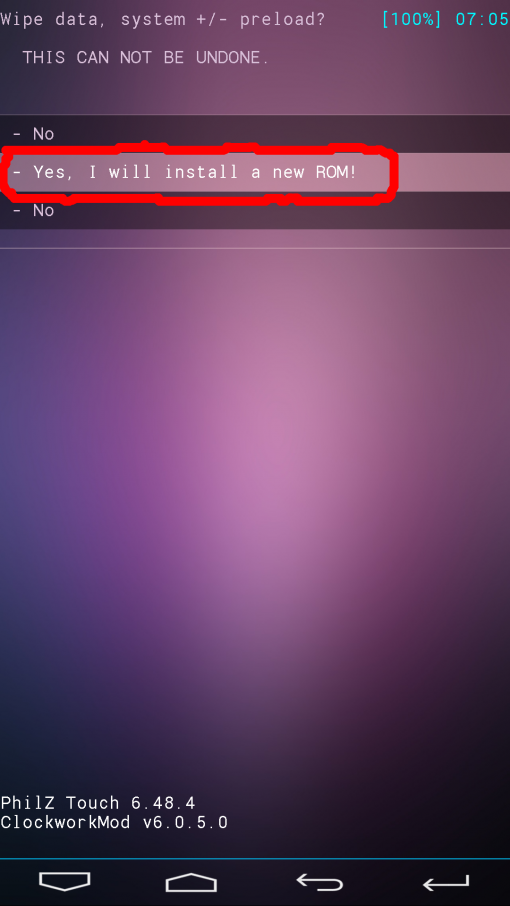 Wipe data, system +/- preload? [100%] 07:05
THIS CAN NOT BE UNDONE.
- No
- Yes, I will install a new ROM!
- No
PhilZ Touch 6.48.4
ClockworkMod v6.0.5.0